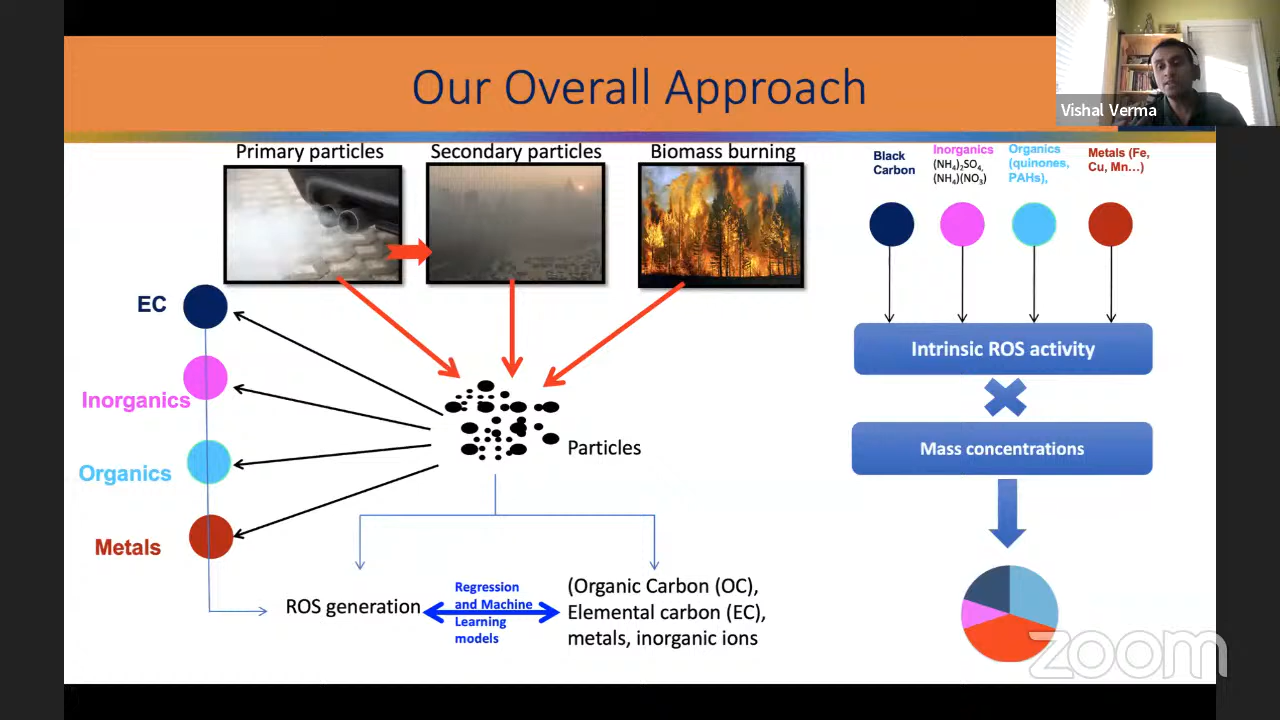 Our Overall Approach
Vishal Verma
Primary particles
Secondary particles
Biomass burning
Black
Carbon
Inorganics
(NH₄)₂SO₄,
(NH₄)(NO₃)
Organics
(quinones,
PAHs),
Metals (Fe,
Cu, Mn...)
EC
Inorganics
Organics
Metals
Particles
Intrinsic ROS activity
Mass concentrations
ROS generation
Regression
and Machine
Learning
models
(Organic Carbon (OC),
Elemental carbon (EC),
metals, inorganic ions
zoom